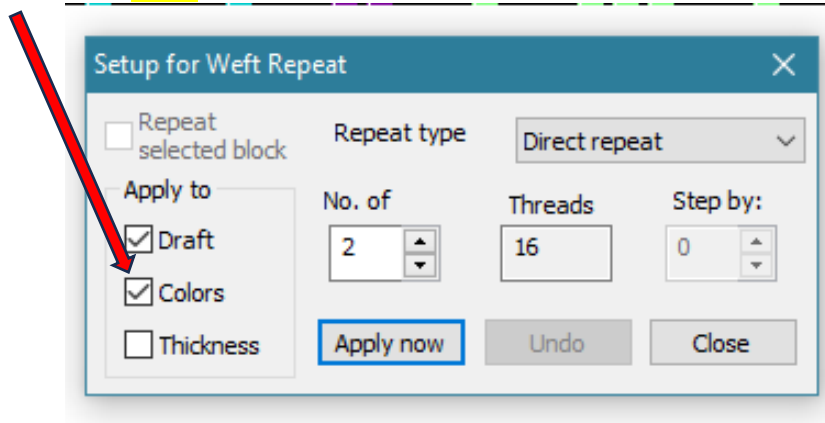 Setup for Weft Repeat
Repeat
selected block
Repeat type
Direct repeat
Apply to
No. of
Threads
Step by:
Draft
2
16
0
Colors
Thickness
Apply now
Undo
Close